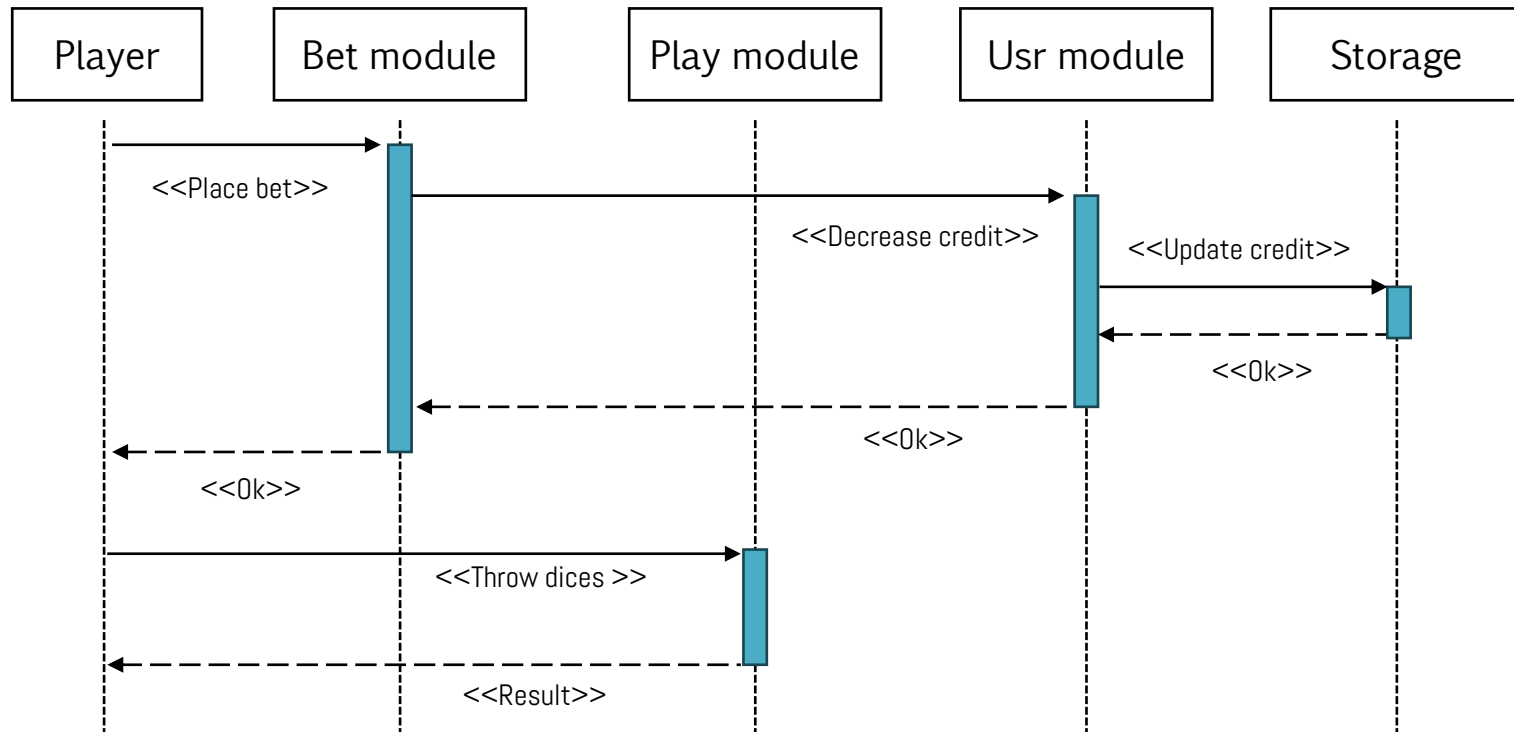 Player
Bet module
Play module
Usr module
Storage
<<Place bet>>
<<Decrease credit>>
<<Update credit>>
<<Ok>>
<<Ok>>
<<Ok>>
<<Throw dices >>
<<Result>>